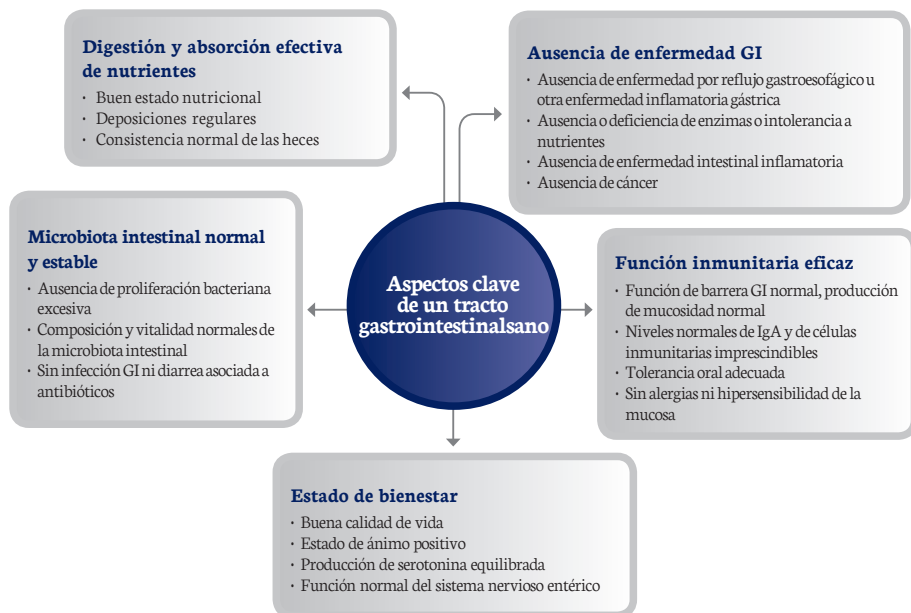 Digestión y absorción efectiva
de nutrientes
· Buen estado nutricional
· Deposiciones regulares
· Consistencia normal de las heces
Ausencia de enfermedad GI
· Ausencia de enfermedad por reflujo gastroesofágico u
otra enfermedad inflamatoria gástrica
· Ausencia o deficiencia de enzimas o intolerancia a
nutrientes
· Ausencia de enfermedad intestinal inflamatoria
· Ausencia de cáncer
Microbiota intestinal normal
y estable
· Ausencia de proliferación bacteriana
excesiva
· Composición y vitalidad normales de
la microbiota intestinal
· Sin infección GI ni diarrea asociada a
antibióticos
Aspectos clave
de un tracto
gastrointestinalsano
Función inmunitaria eficaz
· Función de barrera GI normal, producción
de mucosidad normal
· Niveles normales de IgA y de células
inmunitarias imprescindibles
· Tolerancia oral adecuada
· Sin alergias ni hipersensibilidad de la
mucosa
Estado de bienestar
· Buena calidad de vida
· Estado de ánimo positivo
· Producción de serotonina equilibrada
· Función normal del sistema nervioso entérico